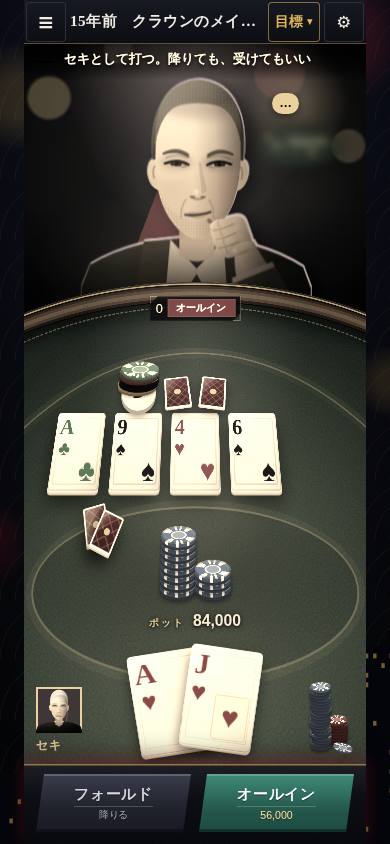 15年前 クラウンのメイ…
目標 ▾
セキとして打つ。降りても、受けてもいい
…
0 オールイン
A 9 4 6
ポット 84,000
A J
セキ
フォールド
降りる
オールイン
56,000